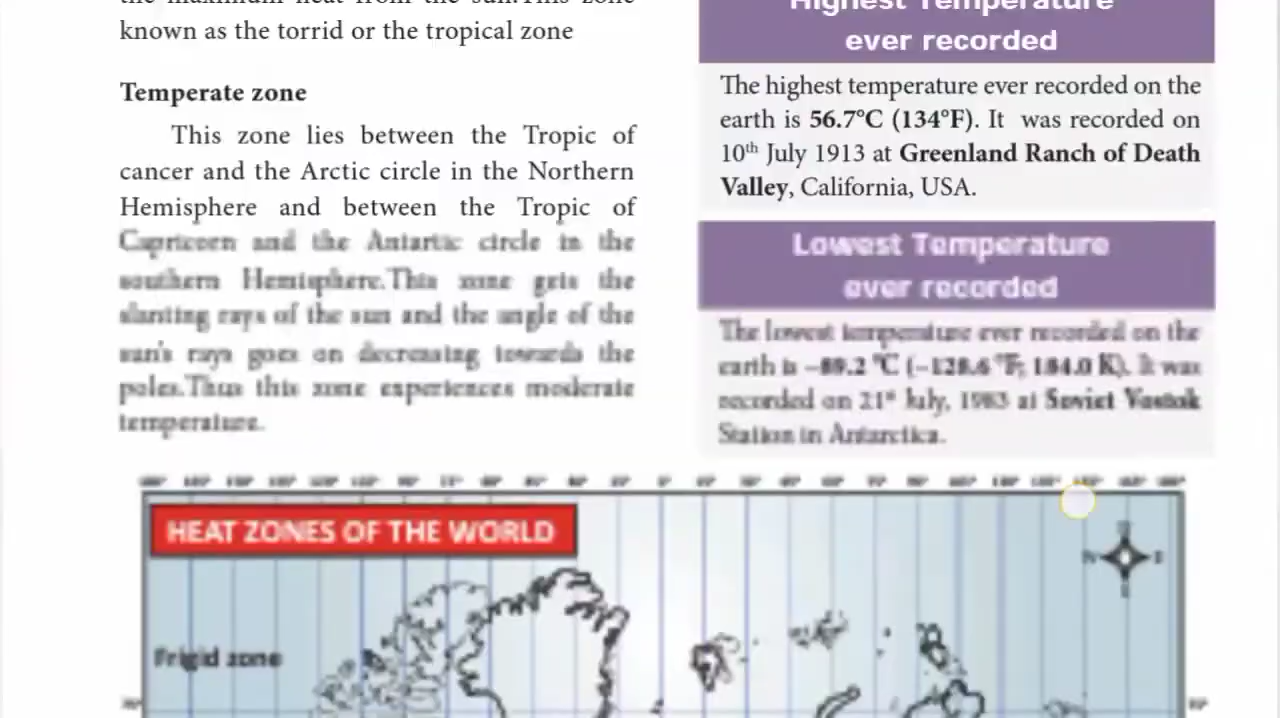 known as the torrid or the tropical zone
Temperate zone
This zone lies between the Tropic of
cancer and the Arctic circle in the Northern
Hemisphere and between the Tropic of
Capricorn and the Antartic circle in the
southern Hemisphere.This zone gets the
slanting rays of the sun and the angle of the
sun's rays goes on decreasing towards the
poles.Thus this zone experiences moderate
temperature.
Highest Temperature
ever recorded
The highest temperature ever recorded on the
earth is 56.7°C (134°F). It was recorded on
10th July 1913 at Greenland Ranch of Death
Valley, California, USA.
Lowest Temperature
ever recorded
The lowest temperature ever recorded on the
earth is –89.2 °C (–128.6 °F; 184.0 K). It was
recorded on 21st July, 1983 at Soviet Vostok
Station in Antarctica.
HEAT ZONES OF THE WORLD
Frigid zone